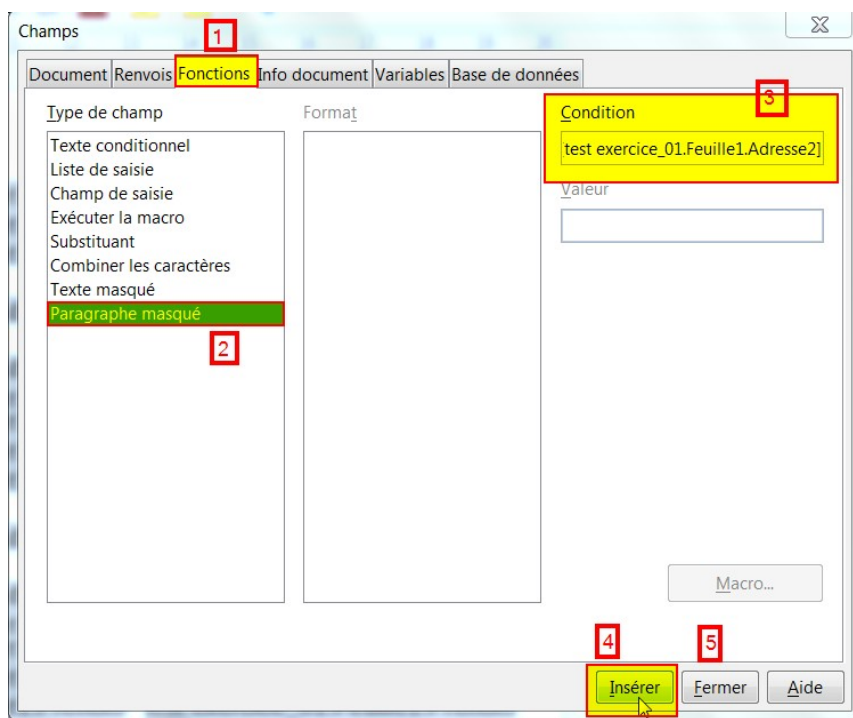 Champs
1
Document Renvois Fonctions Info document Variables Base de données
3
Type de champ
Texte conditionnel
Liste de saisie
Champ de saisie
Exécuter la macro
Substituant
Combiner les caractères
Texte masqué
Paragraphe masqué
2
Format
Condition
test exercice_01.Feuille1.Adresse2]
Valeur
Macro...
4
5
Insérer
Fermer
Aide